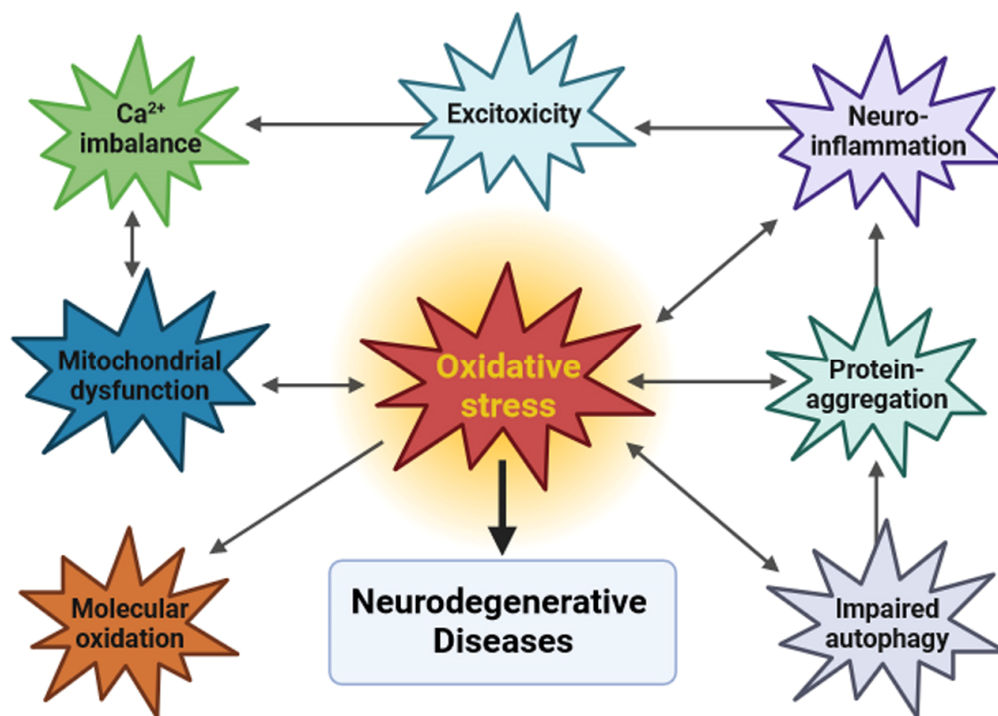 Ca²⁺
imbalance
Excitoxicity
Neuro-
inflammation
Mitochondrial
dysfunction
Oxidative
stress
Protein-
aggregation
Molecular
oxidation
Neurodegenerative
Diseases
Impaired
autophagy